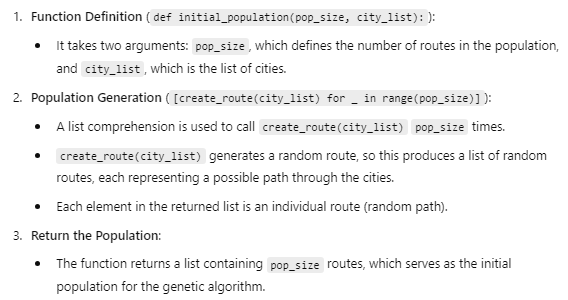 1. Function Definition ( def initial_population(pop_size, city_list): ):
• It takes two arguments: pop_size , which defines the number of routes in the population,
and city_list , which is the list of cities.
2. Population Generation ( [create_route(city_list) for _ in range(pop_size)] ):
• A list comprehension is used to call create_route(city_list) pop_size times.
• create_route(city_list) generates a random route, so this produces a list of random
routes, each representing a possible path through the cities.
• Each element in the returned list is an individual route (random path).
3. Return the Population:
• The function returns a list containing pop_size routes, which serves as the initial
population for the genetic algorithm.